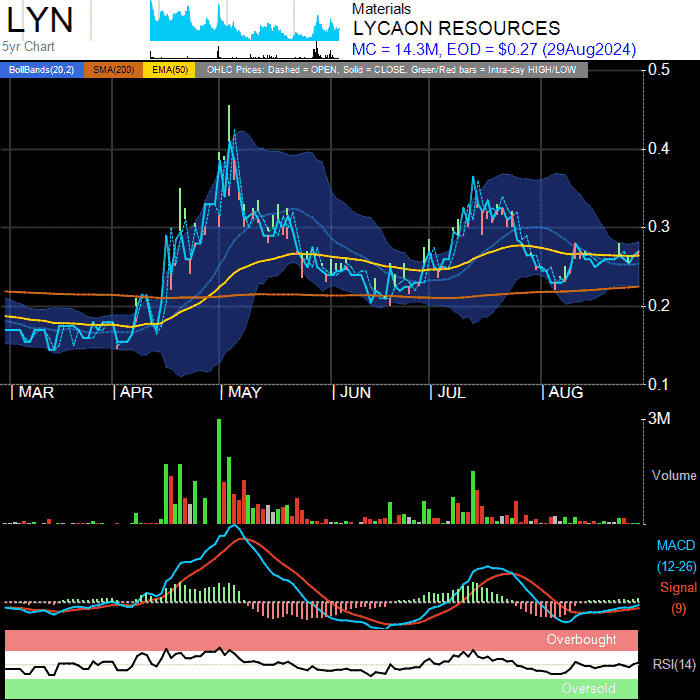 LYN
5yr Chart
Materials
LYCAON RESOURCES
MC = 14.3M, EOD = $0.27 (29Aug2024)
BollBands(20,2) SMA(200) EMA(50) OHLC Prices: Dashed = OPEN, Solid = CLOSE, Green/Red bars = Intra-day HIGH/LOW
0.5
0.4
0.3
0.2
0.1
MAR APR MAY JUN JUL AUG
3M
Volume
MACD
(12-26)
Signal
(9)
Overbought
RSI(14)
Oversold